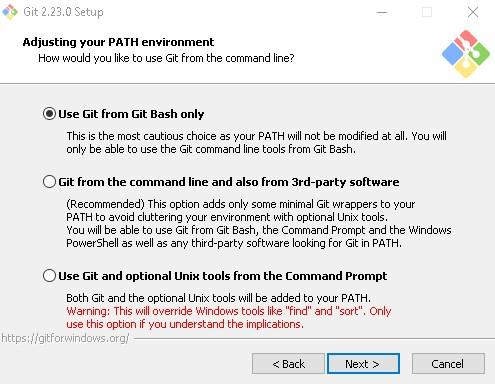 Git 2.23.0 Setup
Adjusting your PATH environment
How would you like to use Git from the command line?
Use Git from Git Bash only
This is the most cautious choice as your PATH will not be modified at all. You will
only be able to use the Git command line tools from Git Bash.
Git from the command line and also from 3rd-party software
(Recommended) This option adds only some minimal Git wrappers to your
PATH to avoid cluttering your environment with optional Unix tools.
You will be able to use Git from Git Bash, the Command Prompt and the Windows
PowerShell as well as any third-party software looking for Git in PATH.
Use Git and optional Unix tools from the Command Prompt
Both Git and the optional Unix tools will be added to your PATH.
Warning: This will override Windows tools like "find" and "sort". Only
use this option if you understand the implications.
https://gitforwindows.org/
< Back Next > Cancel